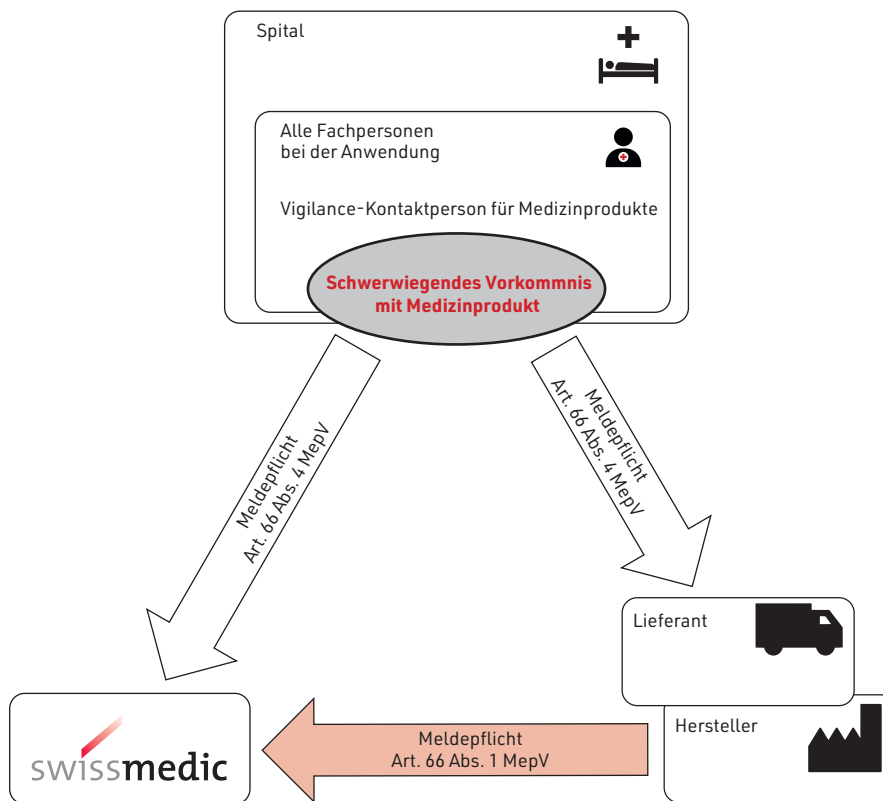 Spital
Alle Fachpersonen
bei der Anwendung
Vigilance-Kontaktperson für Medizinprodukte
Schwerwiegendes Vorkommnis
mit Medizinprodukt
Meldepflicht
Art. 66 Abs. 4 MepV
Meldepflicht
Art. 66 Abs. 4 MepV
Lieferant
Hersteller
Meldepflicht
Art. 66 Abs. 1 MepV
swissmedic